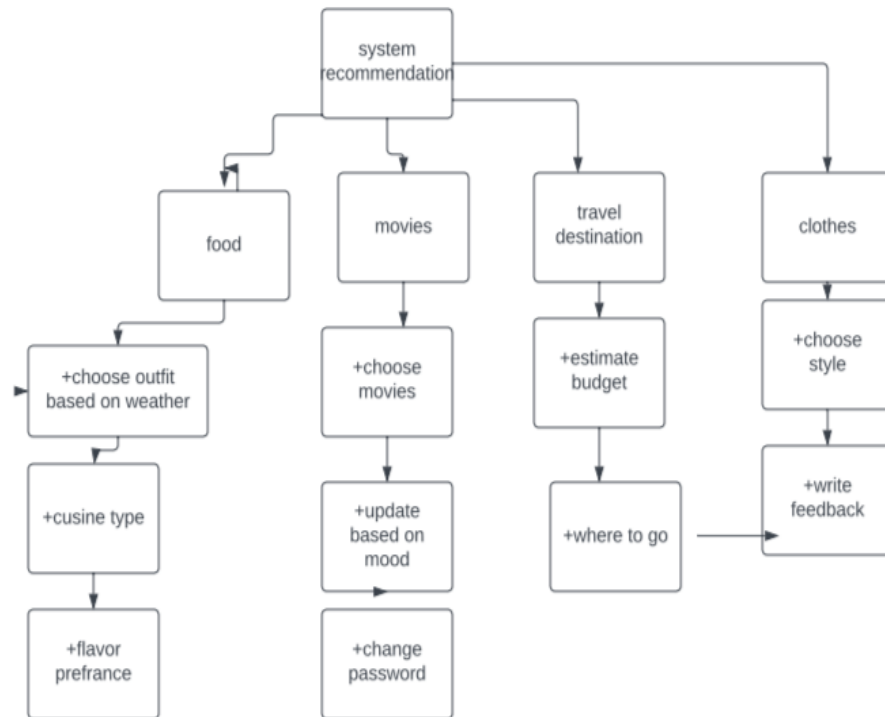 system
recommendation
food
movies
travel
destination
clothes
+choose outfit
based on weather
+choose
movies
+estimate
budget
+choose
style
+cusine type
+update
based on
mood
+where to go
+write
feedback
+flavor
prefrance
+change
password